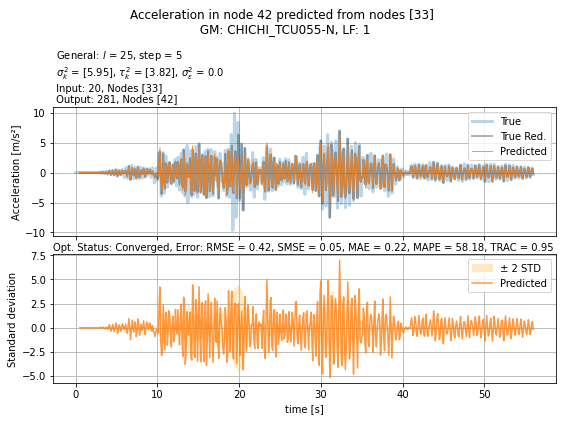 Acceleration in node 42 predicted from nodes [33]
GM: CHICHI_TCU055-N, LF: 1
General: l = 25, step = 5
σ²ₖ = [5.95], τ²ₖ = [3.82], σ²ε = 0.0
Input: 20, Nodes [33]
Output: 281, Nodes [42]
Acceleration [m/s²]
10
5
0
−5
−10
True
True Red.
Predicted
Opt. Status: Converged, Error: RMSE = 0.42, SMSE = 0.05, MAE = 0.22, MAPE = 58.18, TRAC = 0.95
Standard deviation
7.5
5.0
2.5
0.0
−2.5
−5.0
± 2 STD
Predicted
0 10 20 30 40 50
time [s]